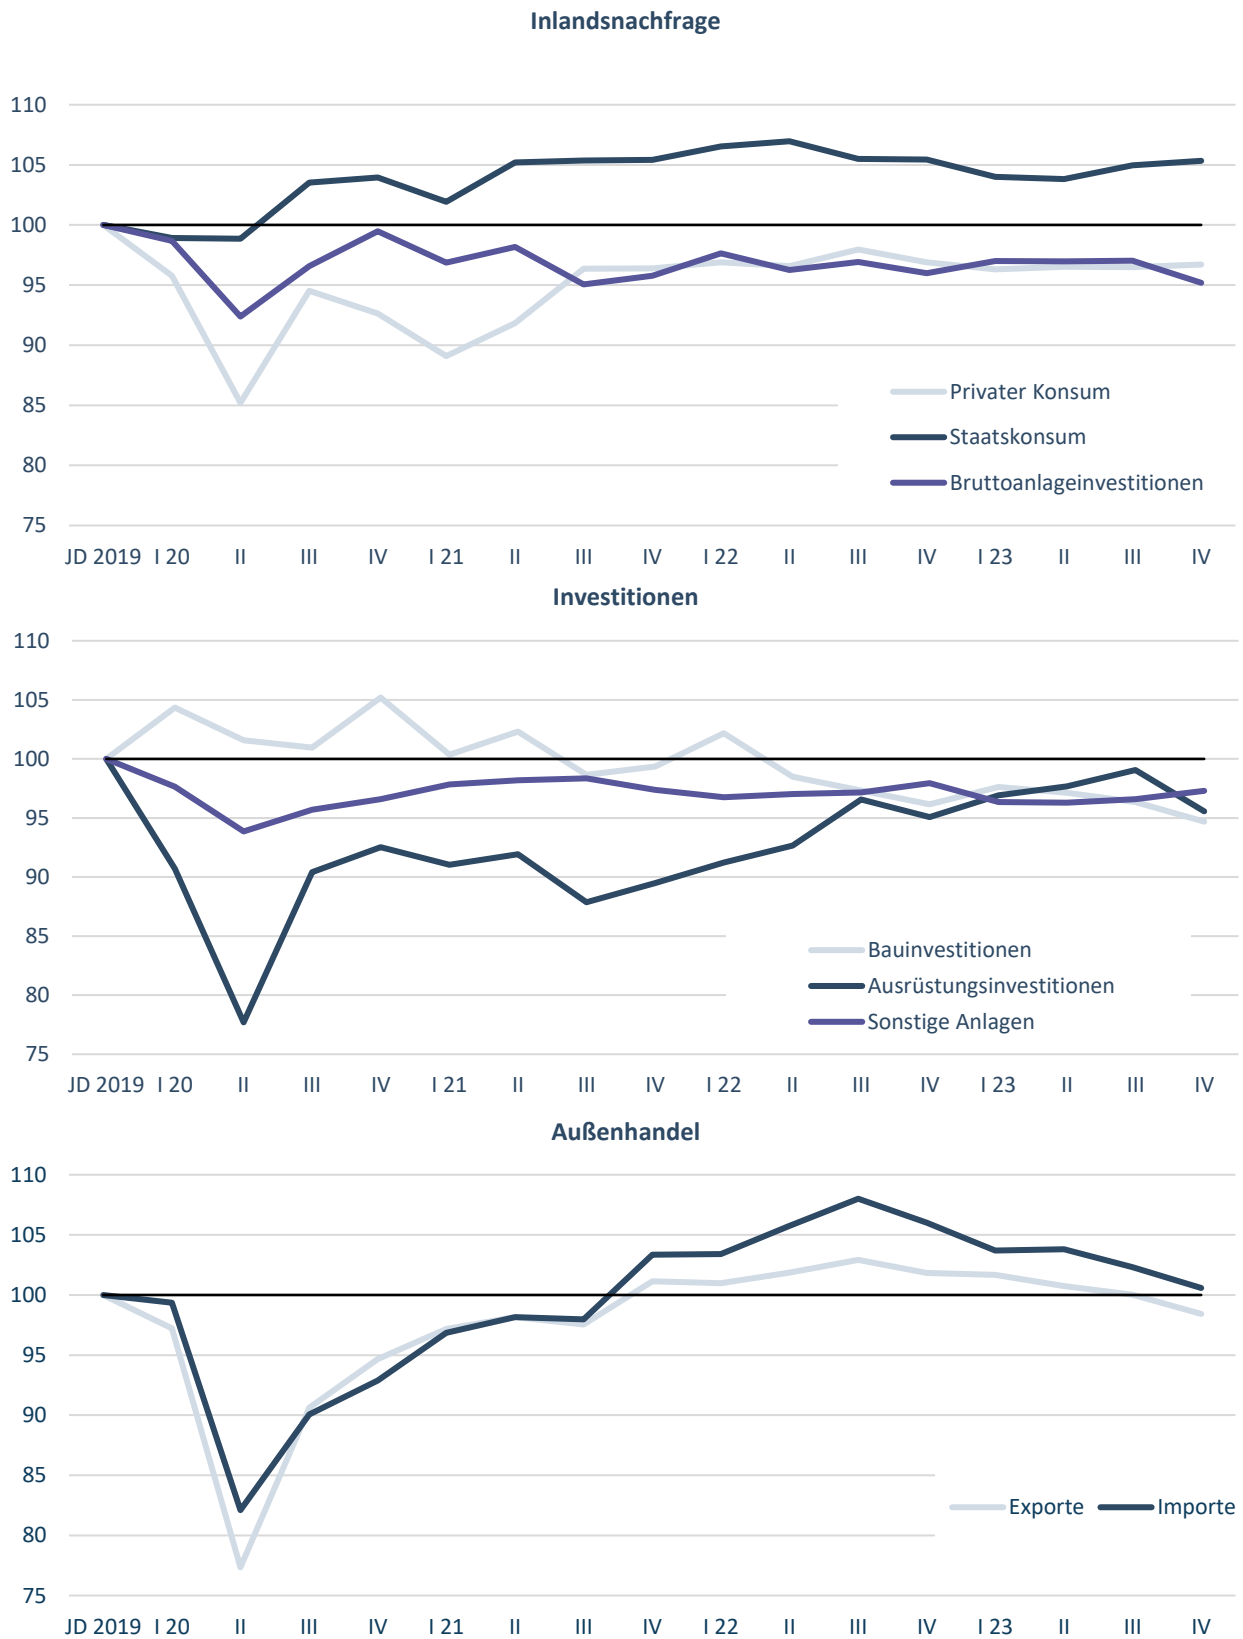 Inlandsnachfrage
110
105
100
95
90
85
80
75
Privater Konsum
Staatskonsum
Bruttoanlageinvestitionen
JD 2019 I 20 II III IV I 21 II III IV I 22 II III IV I 23 II III IV
Investitionen
110
105
100
95
90
85
80
75
Bauinvestitionen
Ausrüstungsinvestitionen
Sonstige Anlagen
JD 2019 I 20 II III IV I 21 II III IV I 22 II III IV I 23 II III IV
Außenhandel
110
105
100
95
90
85
80
75
Exporte Importe
JD 2019 I 20 II III IV I 21 II III IV I 22 II III IV I 23 II III IV